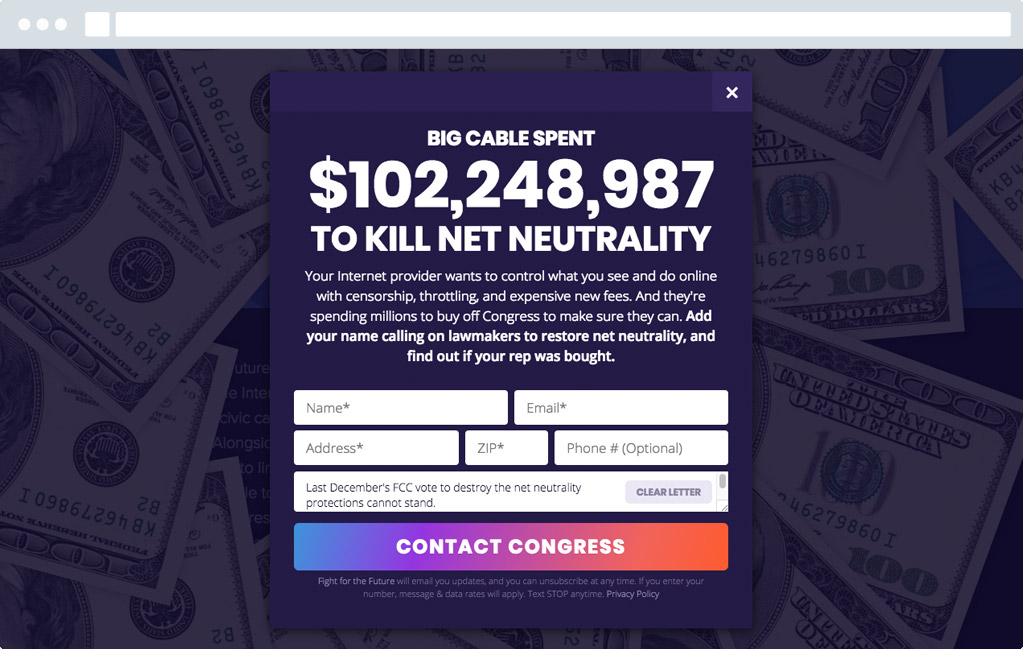 ×
BIG CABLE SPENT
$102,248,987
TO KILL NET NEUTRALITY
Your Internet provider wants to control what you see and do online
with censorship, throttling, and expensive new fees. And they're
spending millions to buy off Congress to make sure they can. Add
your name calling on lawmakers to restore net neutrality, and
find out if your rep was bought.
Name* Email*
Address* ZIP* Phone # (Optional)
Last December's FCC vote to destroy the net neutrality
protections cannot stand.
CLEAR LETTER
CONTACT CONGRESS
Fight for the Future will email you updates, and you can unsubscribe at any time. If you enter your
number, message & data rates will apply. Text STOP anytime. Privacy Policy